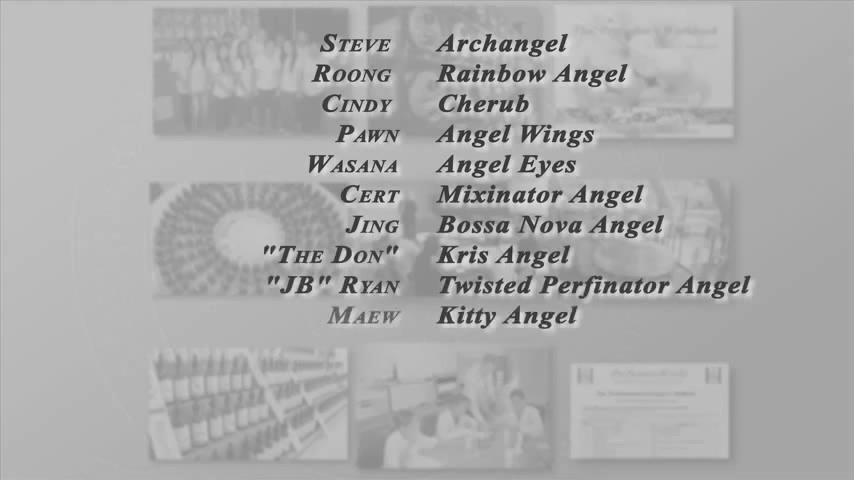 STEVE Archangel
ROONG Rainbow Angel
CINDY Cherub
PAWN Angel Wings
WASANA Angel Eyes
CERT Mixinator Angel
JING Bossa Nova Angel
"THE DON" Kris Angel
"JB" RYAN Twisted Perfinator Angel
MAEW Kitty Angel